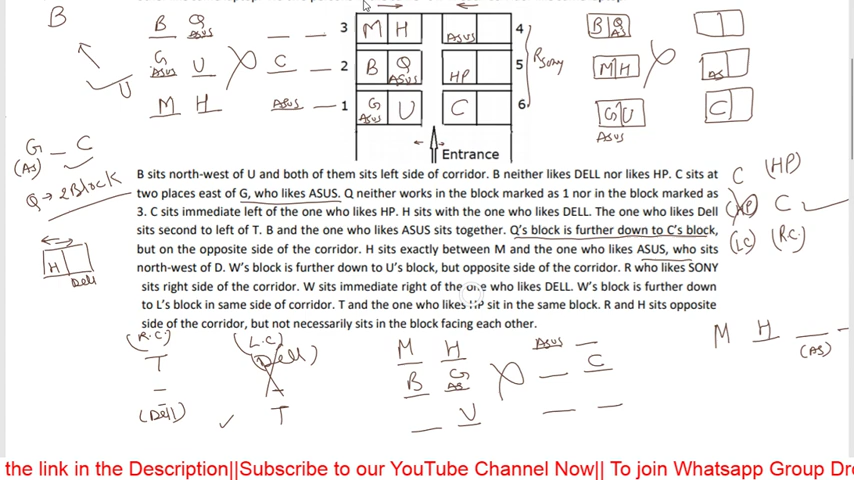 B
B Q ASUS
3 M H ASUS 4
B Q ASUS
G ASUS U C
2 B Q ASUS HP 5
R Sony
M H AS
U
M H ASUS
1 G ASUS U C 6
G U ASUS C
G _ C
(AS)
Entrance
Q → 2 Block
B sits north-west of U and both of them sits left side of corridor. B neither likes DELL nor likes HP. C sits at
two places east of G, who likes ASUS. Q neither works in the block marked as 1 nor in the block marked as
3. C sits immediate left of the one who likes HP. H sits with the one who likes DELL. The one who likes Dell
sits second to left of T. B and the one who likes ASUS sits together. Q's block is further down to C's block,
but on the opposite side of the corridor. H sits exactly between M and the one who likes ASUS, who sits
north-west of D. W's block is further down to U's block, but opposite side of the corridor. R who likes SONY
sits right side of the corridor. W sits immediate right of the one who likes DELL. W's block is further down
to L's block in same side of corridor. T and the one who likes HP sit in the same block. R and H sits opposite
side of the corridor, but not necessarily sits in the block facing each other.
C (HP)
(HP) C
(LC) (RC)
H Dell
(R.C) (L.C)
T (Dell)
(Dell) T
M H ASUS
B G AS C
U
M H (AS)
the link in the Description||Subscribe to our YouTube Channel Now|| To join Whatsapp Group Dro